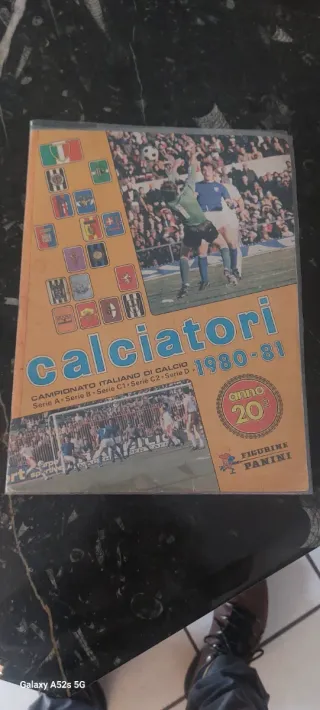 calciatori
1980-81
CAMPIONATO ITALIANO DI CALCIO
Serie A • Serie B • Serie C1 • Serie C2 • Serie D
anno
20°
FIGURINE
PANINI
Galaxy A52s 5G